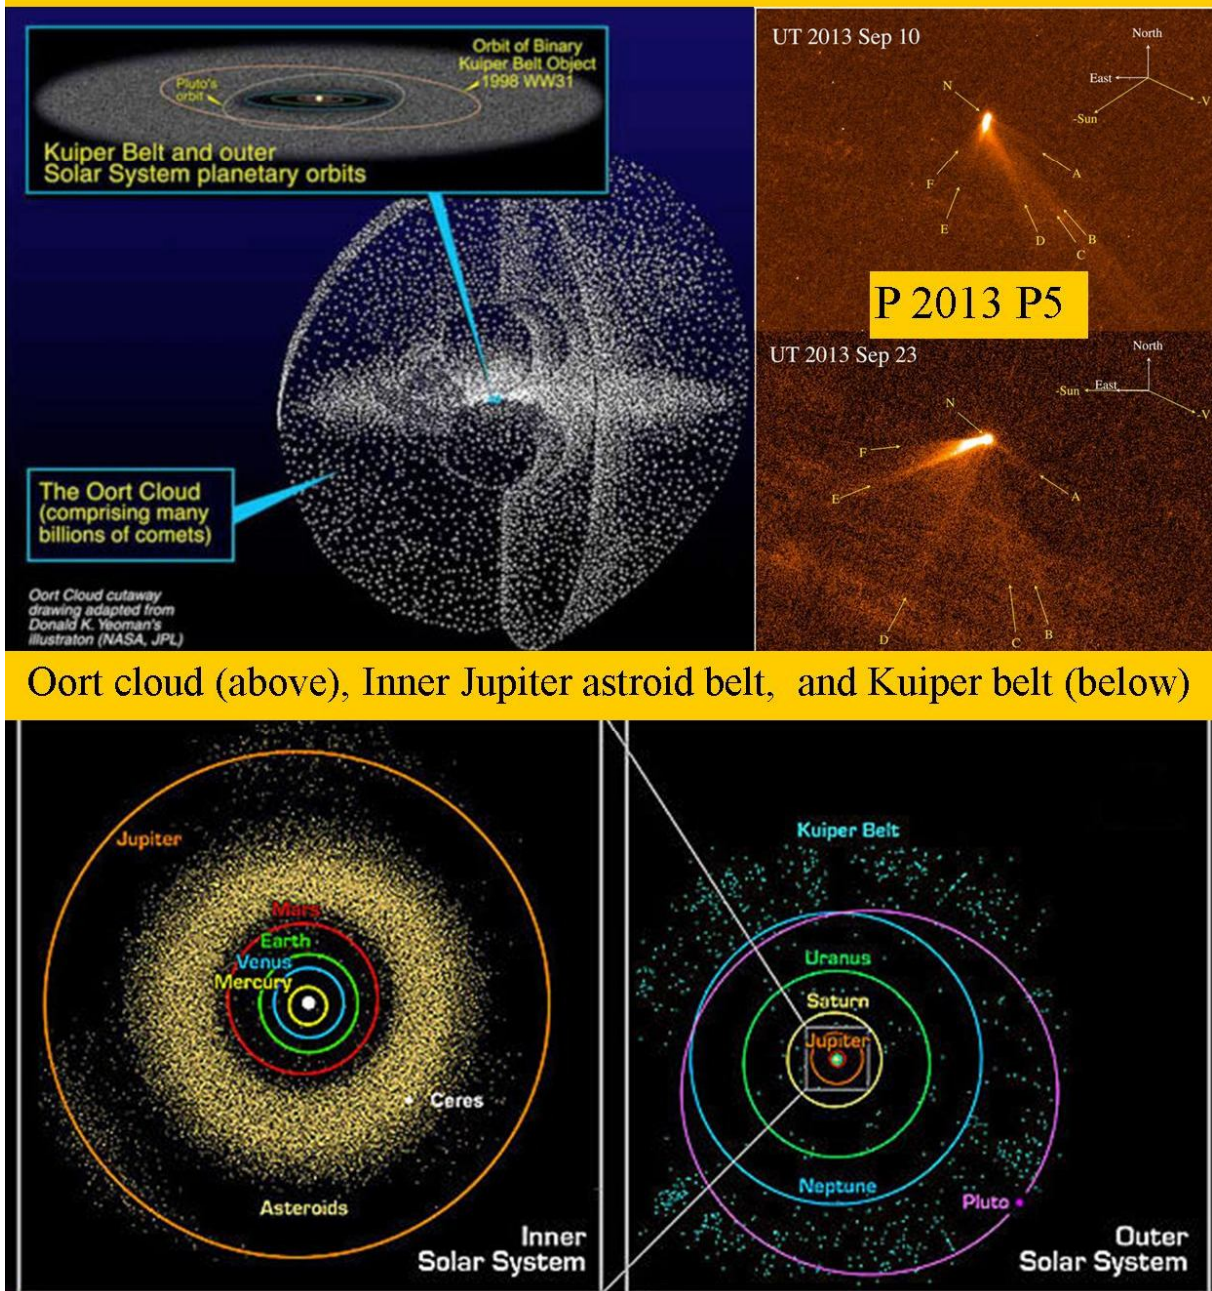 Orbit of Binary
Kuiper Belt Object
1998 WW31
Pluto's
orbit
Kuiper Belt and outer
Solar System planetary orbits
The Oort Cloud
(comprising many
billions of comets)
Oort Cloud cutaway
drawing adapted from
Donald K. Yeoman's
illustraton (NASA, JPL)
UT 2013 Sep 10
North
East
-V
-Sun
N
A
F
E
D
B
C
P 2013 P5
UT 2013 Sep 23
North
-Sun
East
-V
N
F
E
A
D
C
B
Oort cloud (above), Inner Jupiter astroid belt, and Kuiper belt (below)
Jupiter
Mars
Earth
Venus
Mercury
Ceres
Asteroids
Inner
Solar System
Kuiper Belt
Uranus
Saturn
Jupiter
Neptune
Pluto
Outer
Solar System